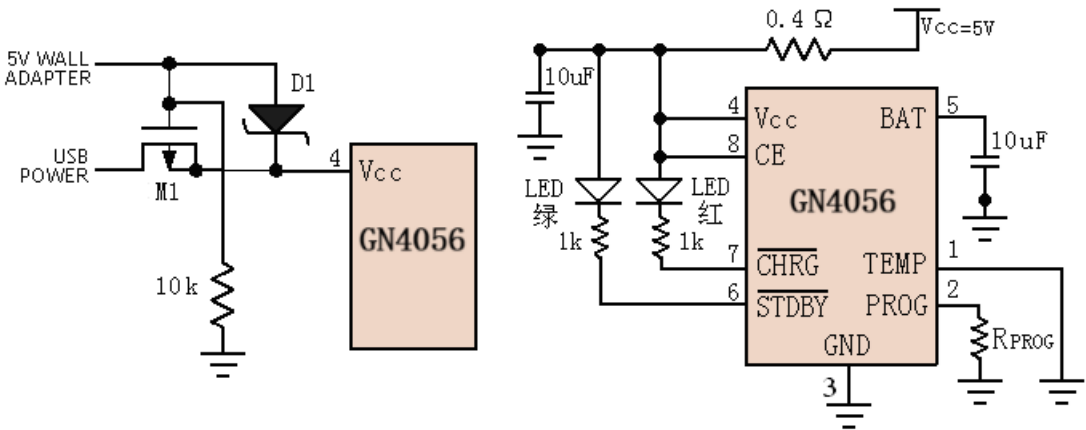 5V WALL
ADAPTER
D1
USB
POWER
M1
4
Vcc
GN4056
10k
0.4 Ω
Vcc=5V
10uF
4
Vcc
BAT
5
8
CE
10uF
GN4056
LED
绿
LED
红
1k
1k
7
CHRG
TEMP
1
6
STDBY
PROG
2
RPROG
GND
3